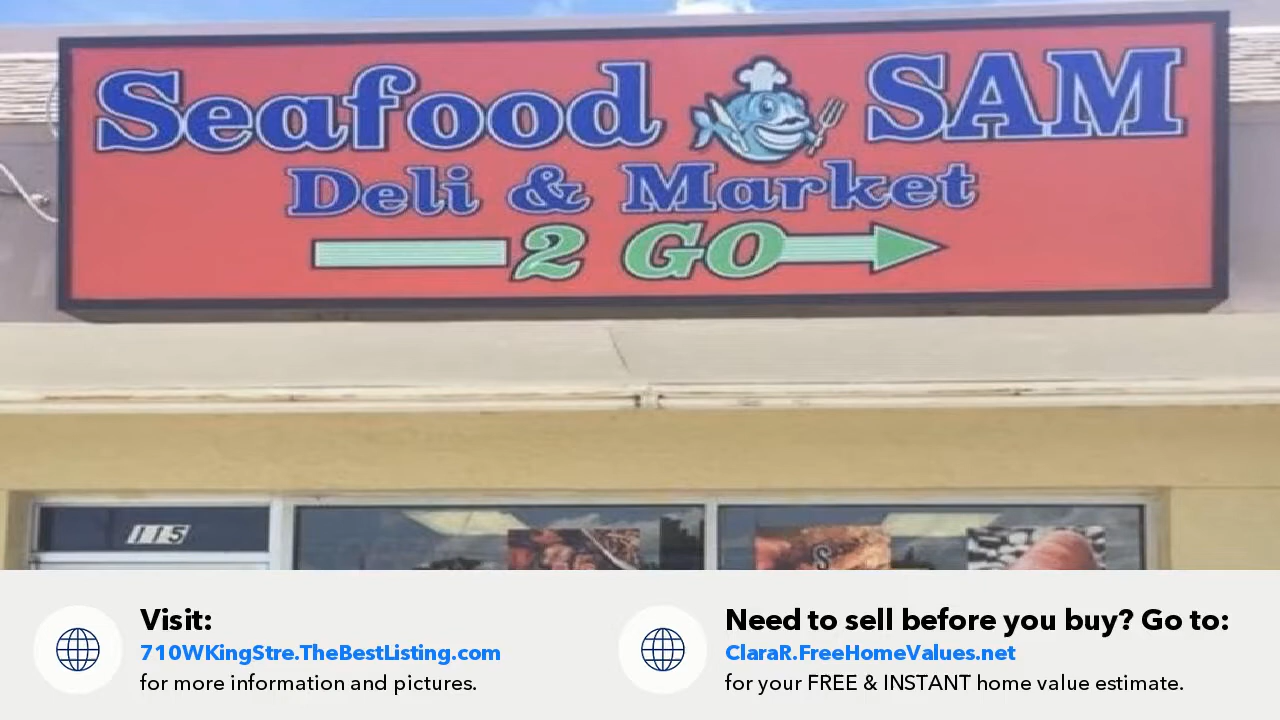 Seafood SAM
Deli & Market
2 GO
115
S
Visit:
710WKingStre.TheBestListing.com
for more information and pictures.
Need to sell before you buy? Go to:
ClaraR.FreeHomeValues.net
for your FREE & INSTANT home value estimate.